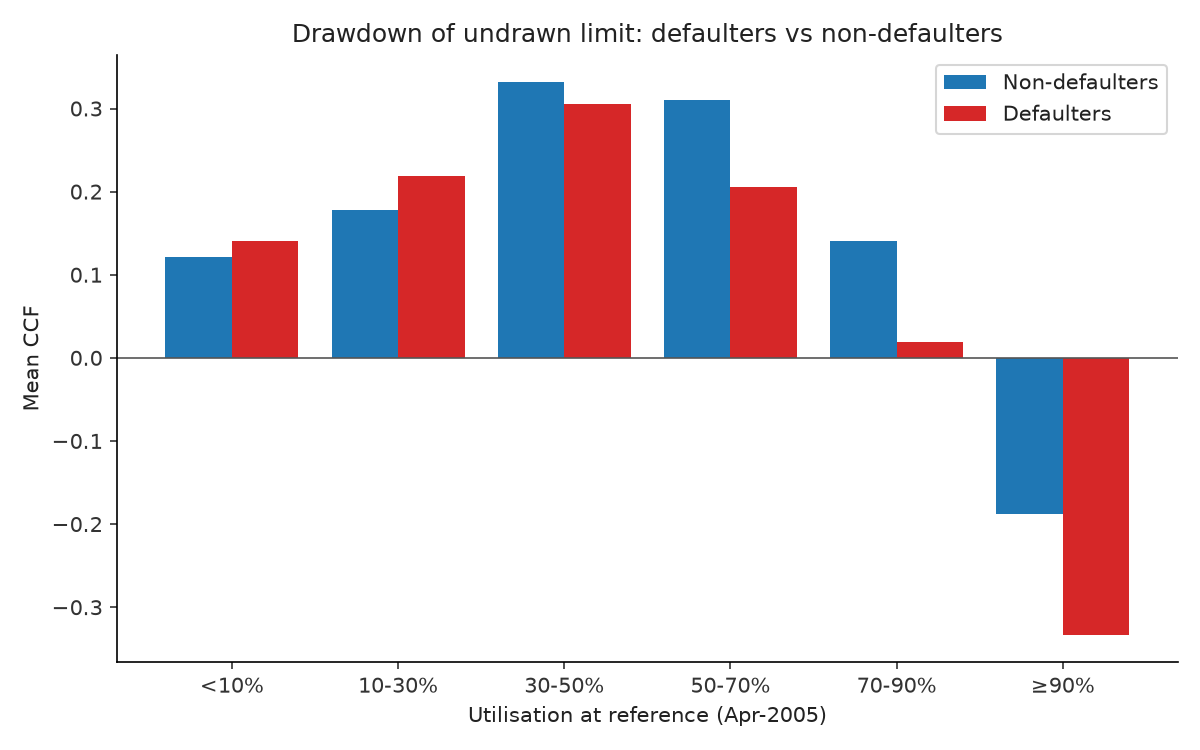 Drawdown of undrawn limit: defaulters vs non-defaulters
Non-defaulters
Defaulters
Mean CCF
0.3
0.2
0.1
0.0
−0.1
−0.2
−0.3
<10%
10-30%
30-50%
50-70%
70-90%
≥90%
Utilisation at reference (Apr-2005)